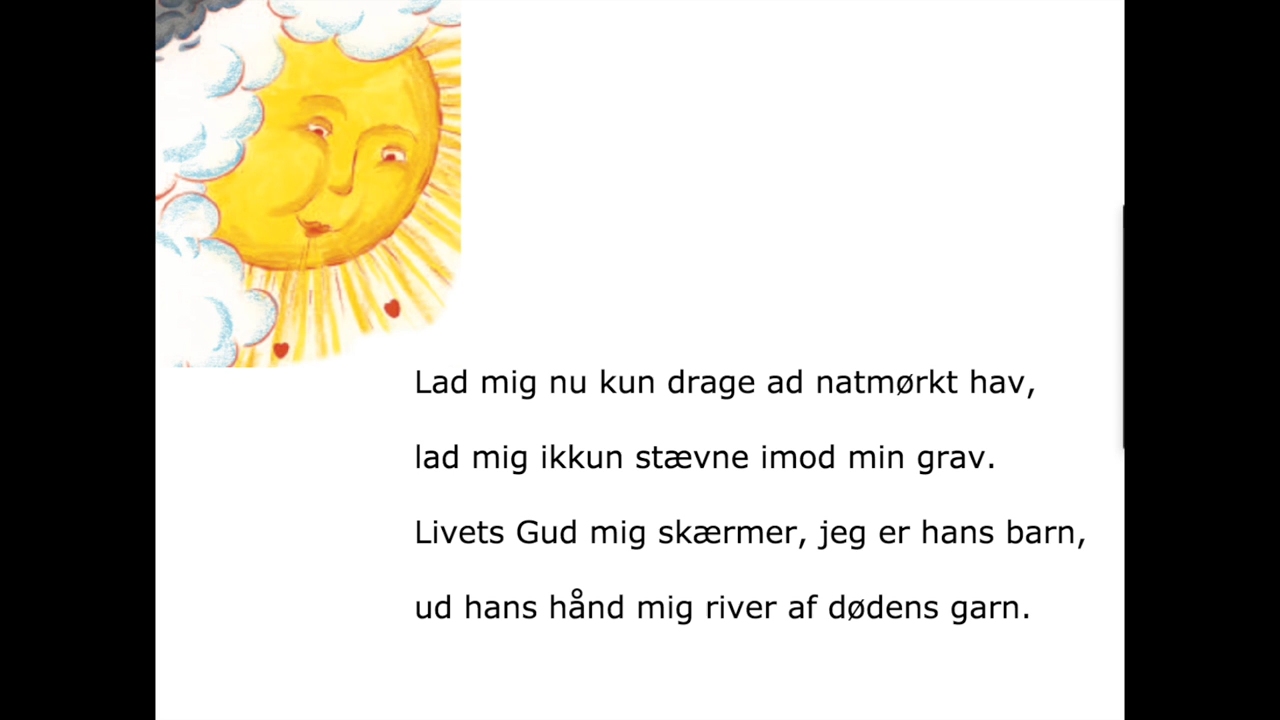 Lad mig nu kun drage ad natmørkt hav,
lad mig ikkun stævne imod min grav.
Livets Gud mig skærmer, jeg er hans barn,
ud hans hånd mig river af dødens garn.